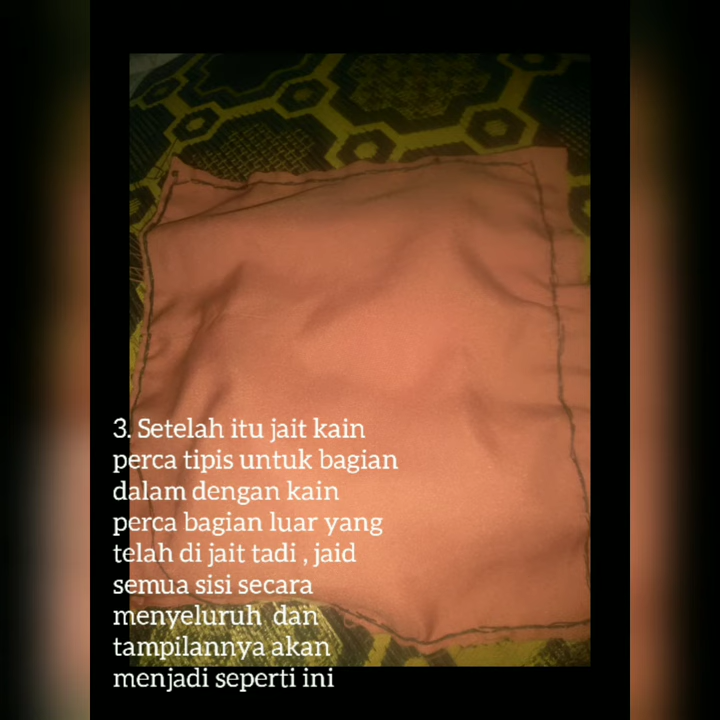 3. Setelah itu jait kain
perca tipis untuk bagian
dalam dengan kain
perca bagian luar yang
telah di jait tadi , jaid
semua sisi secara
menyeluruh dan
tampilannya akan
menjadi seperti ini